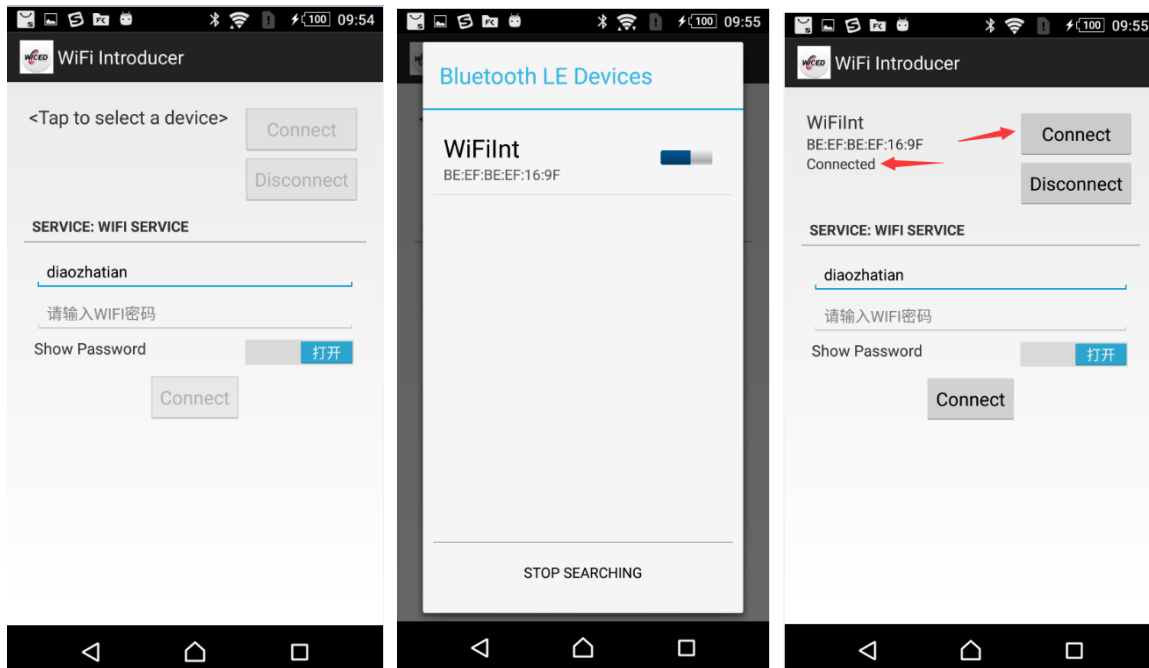 100 09:54
WICED WiFi Introducer
<Tap to select a device>
Connect
Disconnect
SERVICE: WIFI SERVICE
diaozhatian
请输入WIFI密码
Show Password 打开
Connect
100 09:55
Bluetooth LE Devices
WiFiInt
BE:EF:BE:EF:16:9F
STOP SEARCHING
100 09:55
WICED WiFi Introducer
WiFiInt
BE:EF:BE:EF:16:9F
Connected
Connect
Disconnect
SERVICE: WIFI SERVICE
diaozhatian
请输入WIFI密码
Show Password 打开
Connect